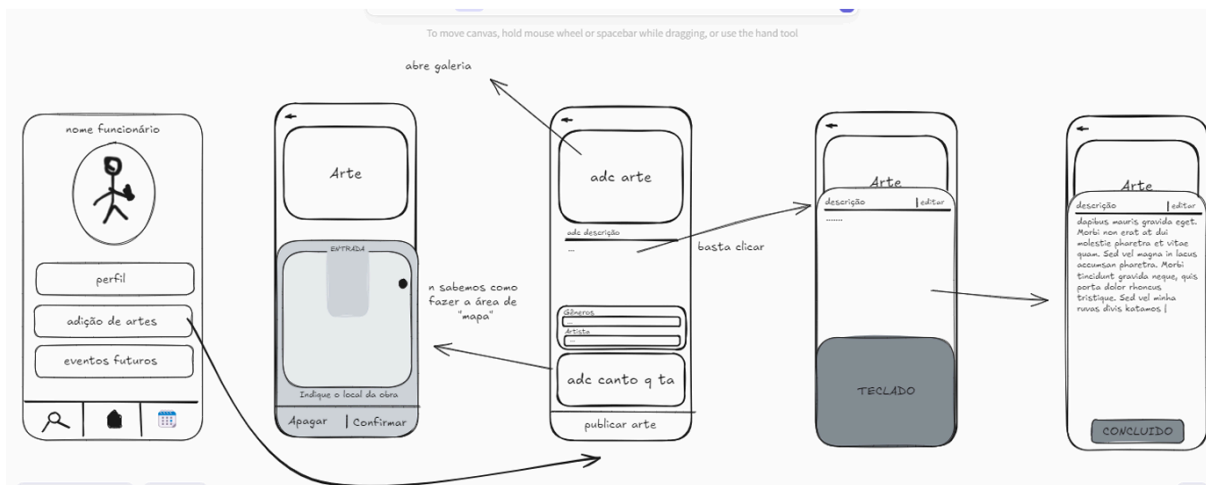 To move canvas, hold mouse wheel or spacebar while dragging, or use the hand tool
abre galeria
nome funcionário
perfil
adição de artes
eventos futuros
Arte
ENTRADA
Indique o local da obra
Apagar | Confirmar
n sabemos como
fazer a área de
"mapa"
adc arte
adc descrição
...
Gêneros
...
Artista
...
adc canto q ta
publicar arte
basta clicar
Arte
descrição | editar
.......
TECLADO
Arte
descrição | editar
dapibus mauris gravida eget.
Morbi non erat at dui
molestie pharetra et vitae
quam. Sed vel magna in lacus
accumsan pharetra. Morbi
tincidunt gravida neque, quis
porta dolor rhoncus
tristique. Sed vel minha
ruvas divis katamos |
CONCLUIDO